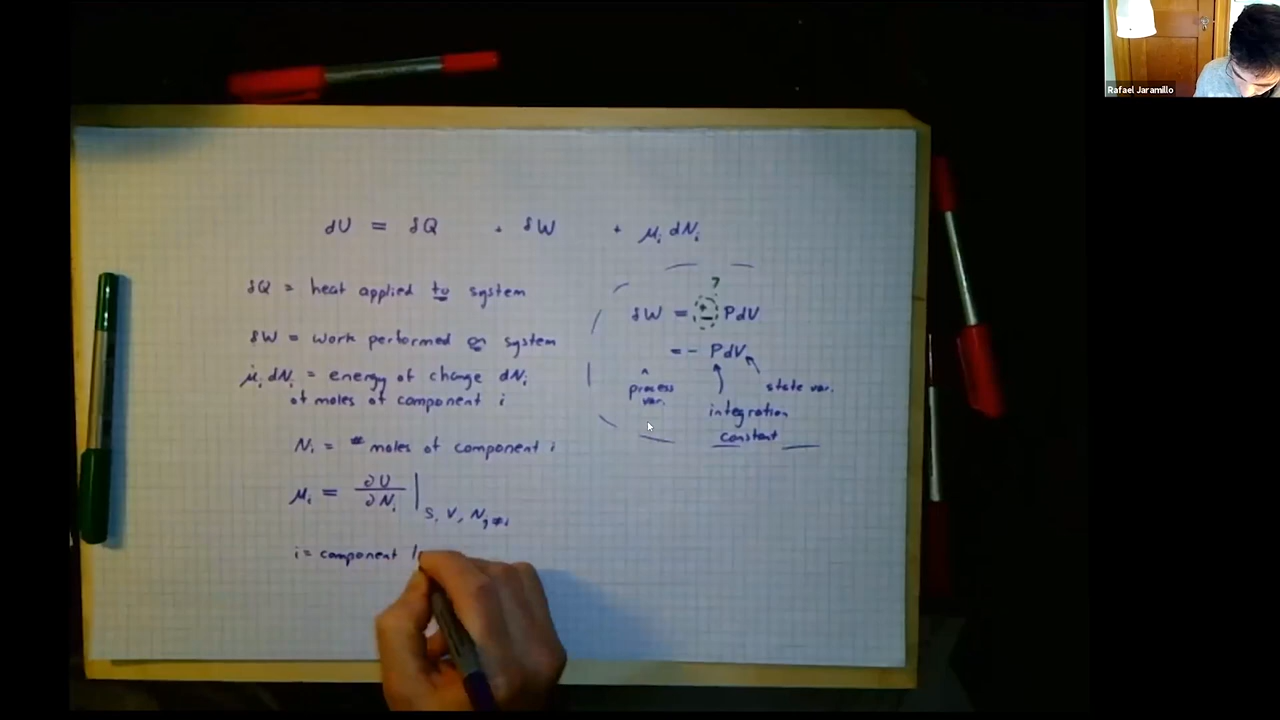 Rafael Jaramillo
dU = δQ + δW + μᵢ dNᵢ
δQ = heat applied to system
δW = work performed on system
μᵢ dNᵢ = energy of change dNᵢ
of moles of component i
Nᵢ = # moles of component i
μᵢ = ∂U/∂Nᵢ | S, V, Nⱼ≠ᵢ
i = component
?
δW = ± PdV
= - PdV
process
var.
state var.
integration
constant